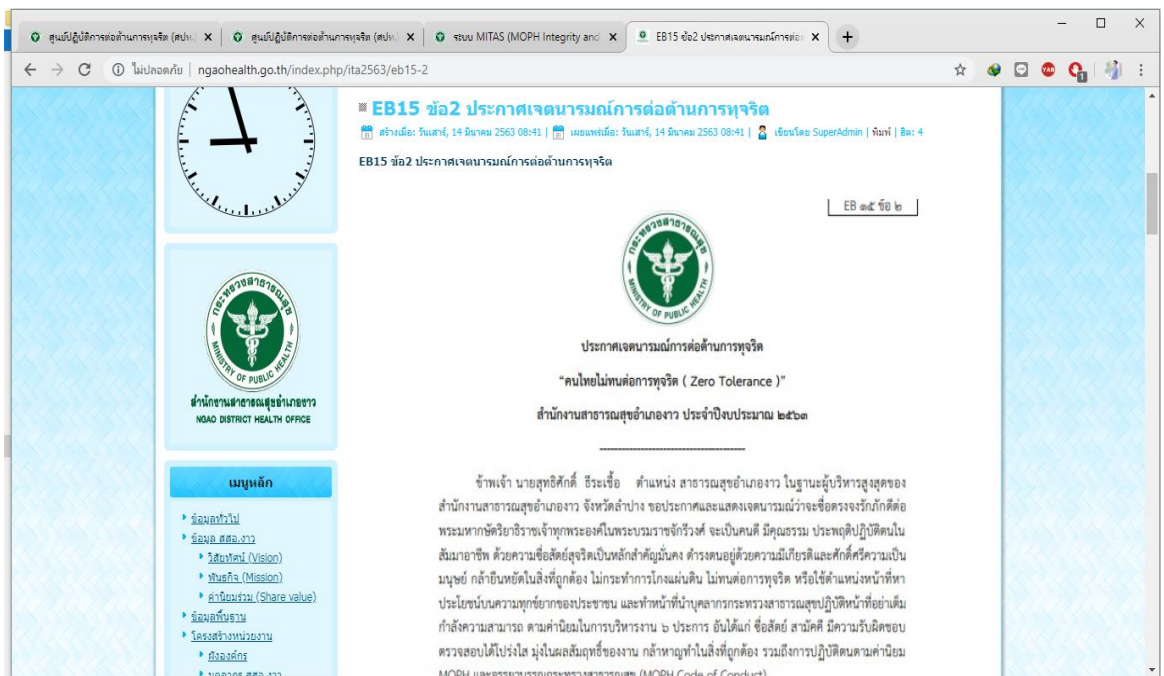 ศูนย์ปฏิบัติการต่อต้านการทุจริต (ศปท.)
ศูนย์ปฏิบัติการต่อต้านการทุจริต (ศปท.)
ระบบ MITAS (MOPH Integrity and
EB15 ข้อ2 ประกาศเจตนารมณ์การต่อ
ไม่ปลอดภัย | ngaohealth.go.th/index.php/ita2563/eb15-2
EB15 ข้อ2 ประกาศเจตนารมณ์การต่อต้านการทุจริต
สร้างเมื่อ: วันเสาร์, 14 มีนาคม 2563 08:41 | เผยแพร่เมื่อ: วันเสาร์, 14 มีนาคม 2563 08:41 | เขียนโดย SuperAdmin | พิมพ์ | ฮิต: 4
EB15 ข้อ2 ประกาศเจตนารมณ์การต่อต้านการทุจริต
EB ๑๕ ข้อ ๒
กระทรวงสาธารณสุข
MINISTRY OF PUBLIC HEALTH
ประกาศเจตนารมณ์การต่อต้านการทุจริต
“คนไทยไม่ทนต่อการทุจริต ( Zero Tolerance )”
สำนักงานสาธารณสุขอำเภองาว ประจำปีงบประมาณ ๒๕๖๓
ข้าพเจ้า นายสุทธิศักดิ์ ธีระเชื้อ ตำแหน่ง สาธารณสุขอำเภองาว ในฐานะผู้บริหารสูงสุดของ
สำนักงานสาธารณสุขอำเภองาว จังหวัดลำปาง ขอประกาศและแสดงเจตนารมณ์ว่าจะซื่อตรงจงรักภักดีต่อ
พระมหากษัตริยาธิราชเจ้าทุกพระองค์ในพระบรมราชจักรีวงศ์ จะเป็นคนดี มีคุณธรรม ประพฤติปฏิบัติตนใน
สัมมาอาชีพ ด้วยความซื่อสัตย์สุจริตเป็นหลักสำคัญมั่นคง ดำรงตนอยู่ด้วยความมีเกียรติและศักดิ์ศรีความเป็น
มนุษย์ กล้ายืนหยัดในสิ่งที่ถูกต้อง ไม่กระทำการโกงแผ่นดิน ไม่ทนต่อการทุจริต หรือใช้ตำแหน่งหน้าที่หา
ประโยชน์บนความทุกข์ยากของประชาชน และทำหน้าที่นำบุคลากรกระทรวงสาธารณสุขปฏิบัติหน้าที่อย่างเต็ม
กำลังความสามารถ ตามค่านิยมในการบริหารงาน ๖ ประการ อันได้แก่ ซื่อสัตย์ สามัคคี มีความรับผิดชอบ
ตรวจสอบได้โปร่งใส มุ่งในผลสัมฤทธิ์ของงาน กล้าหาญทำในสิ่งที่ถูกต้อง รวมถึงการปฏิบัติตนตามค่านิยม
MOPH และจรรยาบรรณกระทรวงสาธารณสุข (MOPH Code of Conduct)
กระทรวงสาธารณสุข
MINISTRY OF PUBLIC HEALTH
สำนักงานสาธารณสุขอำเภองาว
NGAO DISTRICT HEALTH OFFICE
เมนูหลัก
ข้อมูลทั่วไป
ข้อมูล สสอ.งาว
วิสัยทัศน์ (Vision)
พันธกิจ (Mission)
ค่านิยมร่วม (Share value)
ข้อมูลพื้นฐาน
โครงสร้างหน่วยงาน
ผังองค์กร
บุคลากร สสอ.งาว